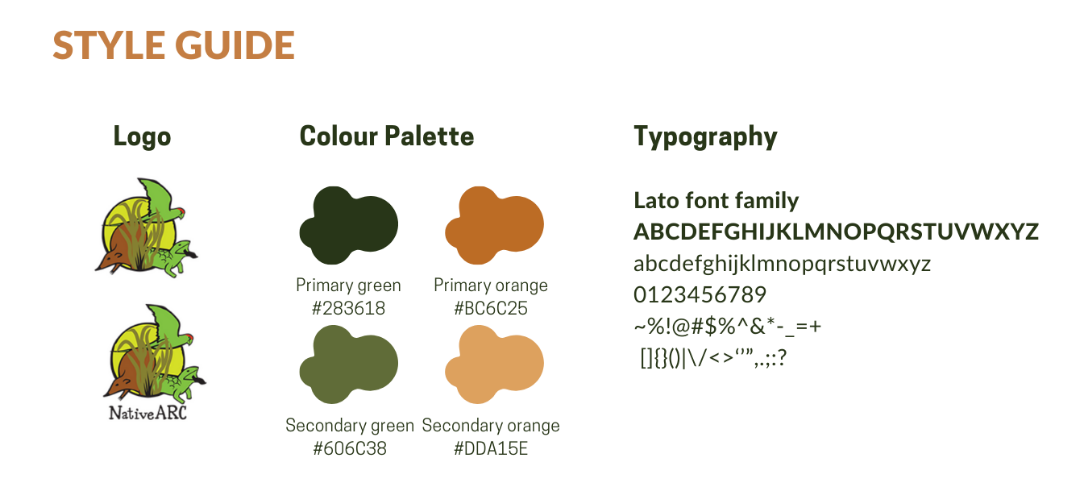 STYLE GUIDE
Logo
NativeARC
Colour Palette
Primary green
#283618
Primary orange
#BC6C25
Secondary green
#606C38
Secondary orange
#DDA15E
Typography
Lato font family
ABCDEFGHIJKLMNOPQRSTUVWXYZ
abcdefghijklmnopqrstuvwxyz
0123456789
~%!@#$%^&*-_=+
[]{}()|\/<>‘’”,.;:?